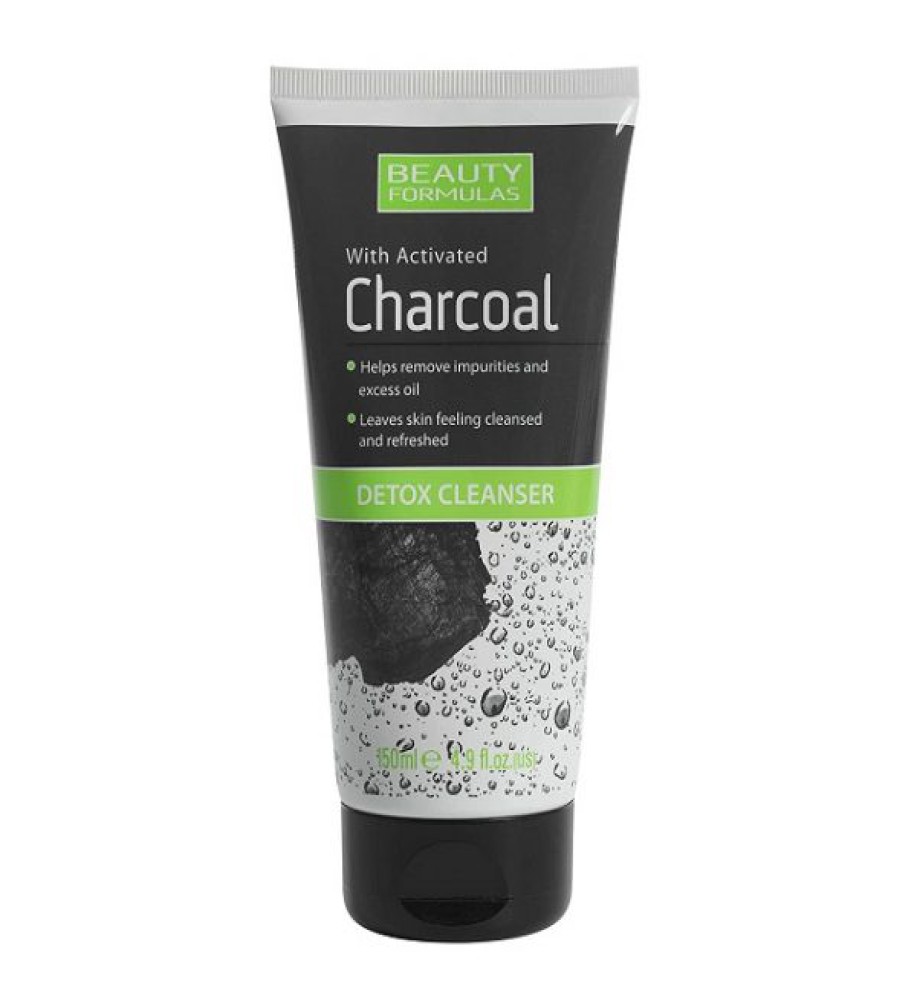 BEAUTY
FORMULAS
With Activated
Charcoal
Helps remove impurities and
excess oil
Leaves skin feeling cleansed
and refreshed
DETOX CLEANSER
150ml e 4.9 fl.oz.(us)